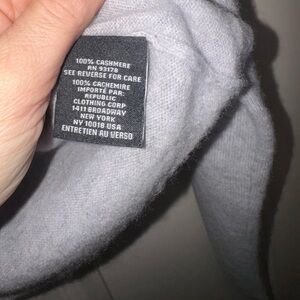 100% CASHMERE
RN 93178
SEE REVERSE FOR CARE
100% CACHEMIRE
IMPORTÉ PAR:
REPUBLIC
CLOTHING CORP
1411 BROADWAY
NEW YORK
NY 10018 USA
ENTRETIEN AU VERSO